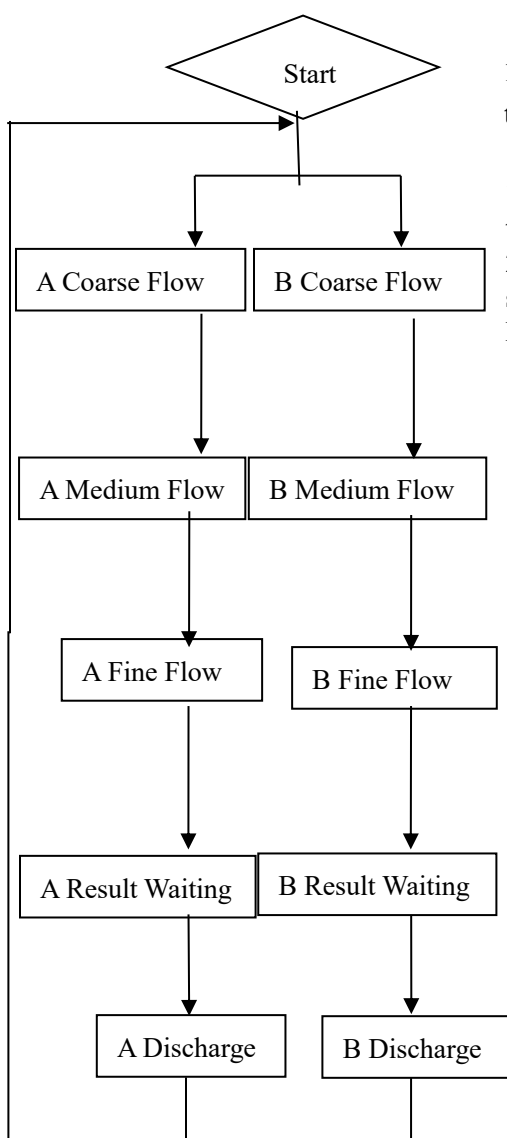 Start
A Coarse Flow
B Coarse Flow
A Medium Flow
B Medium Flow
A Fine Flow
B Fine Flow
A Result Waiting
B Result Waiting
A Discharge
B Discharge